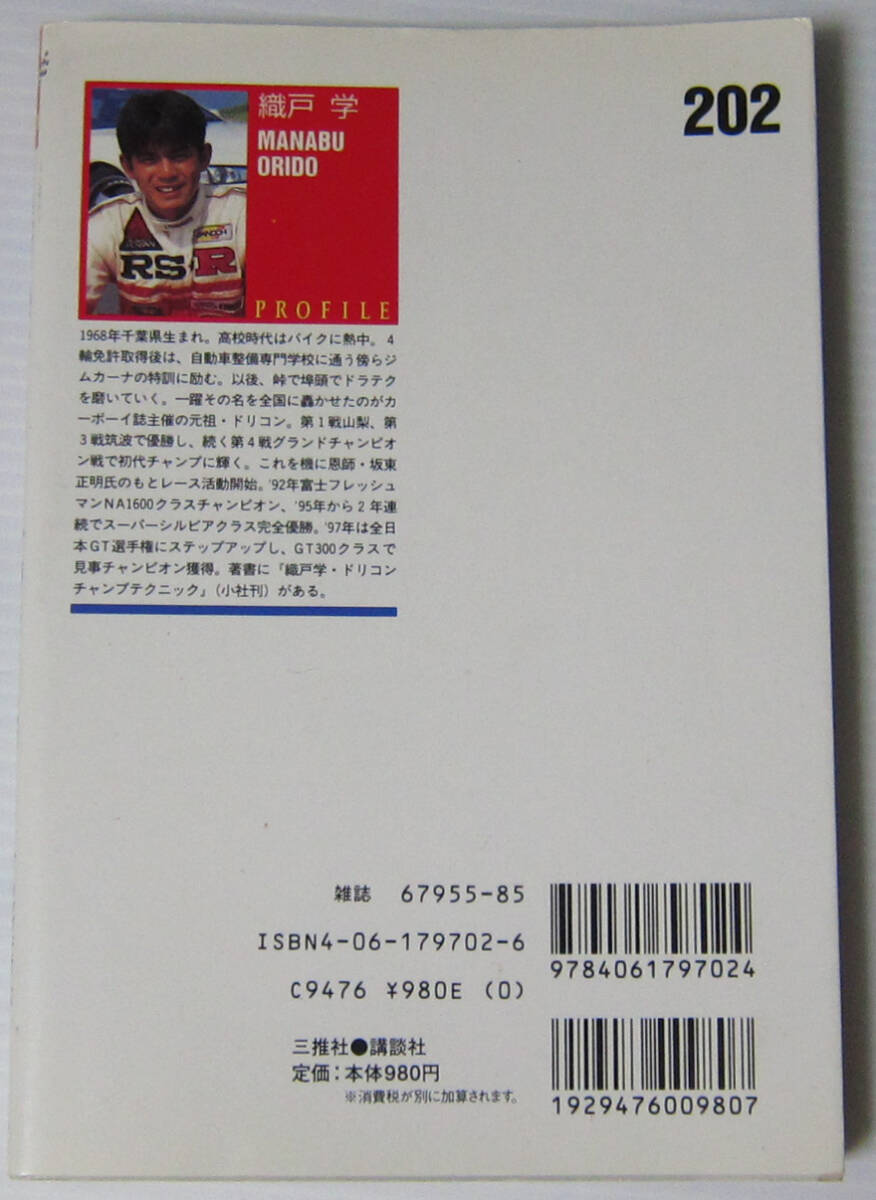 202
織戸 学
MANABU
ORIDO
RS★R
PROFILE
1968年千葉県生まれ。高校時代はバイクに熱中。4
輪免許取得後は、自動車整備専門学校に通う傍らジ
ムカーナの特訓に励む。以後、峠で埠頭でドラテク
を磨いていく。一躍その名を全国に轟かせたのがカ
ーボーイ誌主催の元祖・ドリコン。第1戦山梨、第
3戦筑波で優勝し、続く第4戦グランドチャンピオ
ン戦で初代チャンプに輝く。これを機に恩師・坂東
正明氏のもとレース活動開始。'92年富士フレッシュ
マンNA1600クラスチャンピオン、'95年から2年連
続でスーパーシルビアクラス完全優勝。'97年は全日
本GT選手権にステップアップし、GT300クラスで
見事チャンピオン獲得。著書に『織戸学・ドリコン
チャンプテクニック』(小社刊)がある。
雑誌 67955-85
ISBN4-06-179702-6
C9476 ¥980E (0)
9784061797024
三推社●講談社
定価：本体980円
※消費税が別に加算されます。
1929476009807